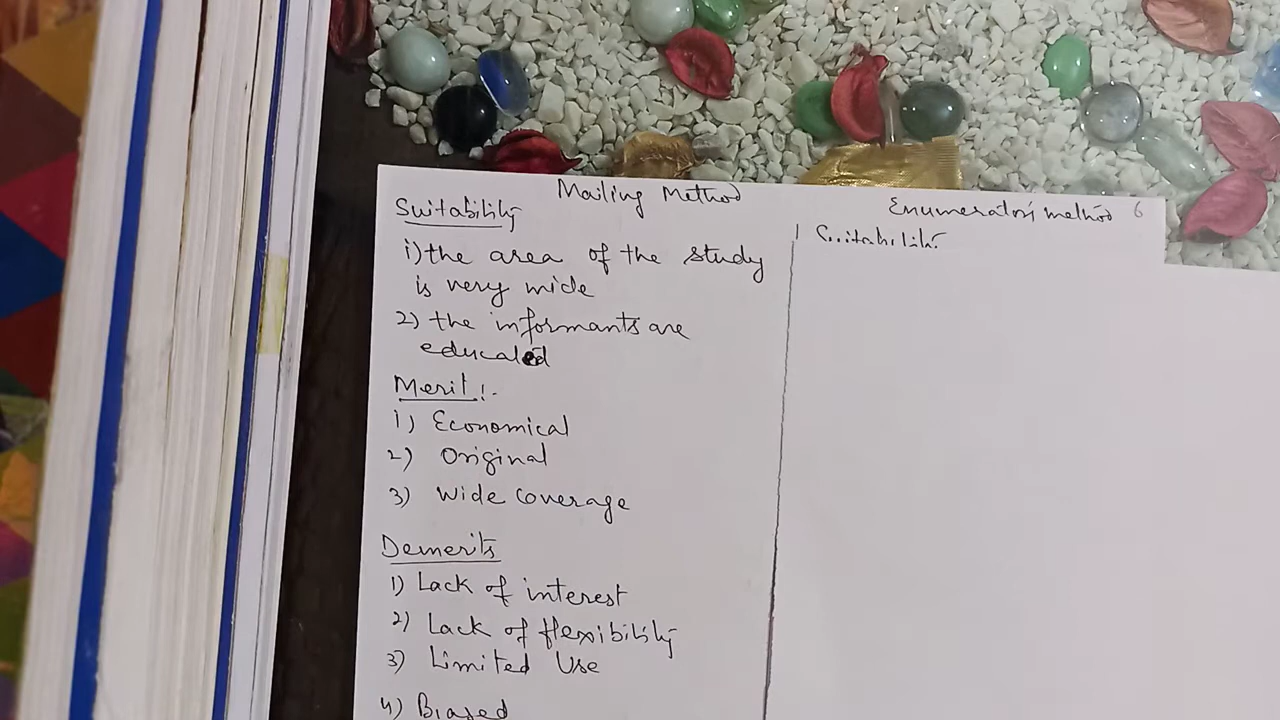 Mailing Method
Suitability
i) the area of the study
is very wide
2) the informants are
educated
Merit:-
1) Economical
2) Original
3) Wide coverage
Demerits
1) Lack of interest
2) Lack of flexibility
3) Limited Use
4) Biased
Enumerators method 6
Suitability